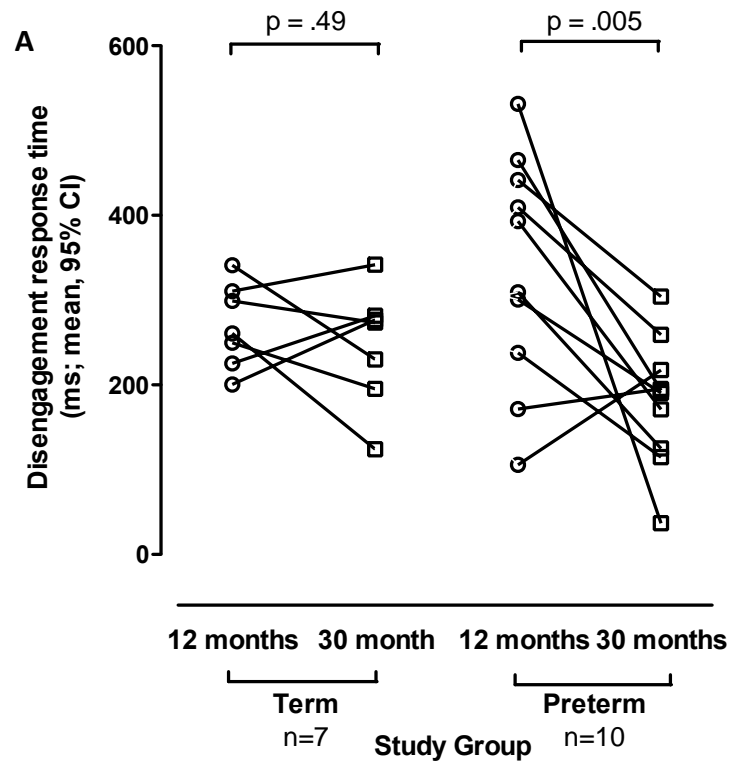 A
p = .49
p = .005
Disengagement response time
(ms; mean, 95% CI)
600
400
200
0
12 months 30 month 12 months 30 months
Term
Preterm
n=7
Study Group
n=10